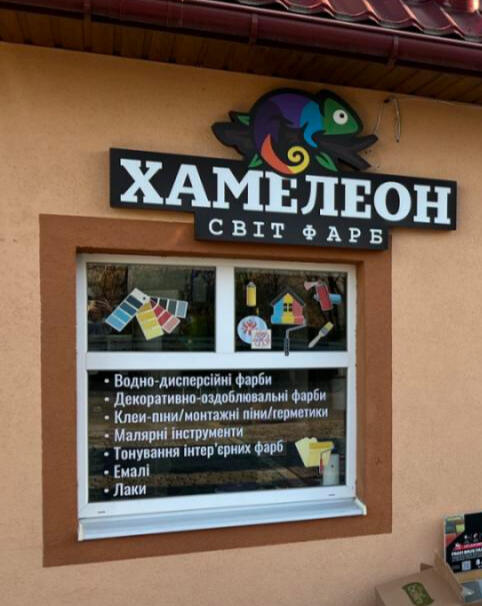 ХАМЕЛЕОН
СВІТ ФАРБ
• Водно-дисперсійні фарби
• Декоративно-оздоблювальні фарби
• Клеи-піни/монтажні піни/герметики
• Малярні інструменти
• Тонування інтер'єрних фарб
• Емалі
• Лаки